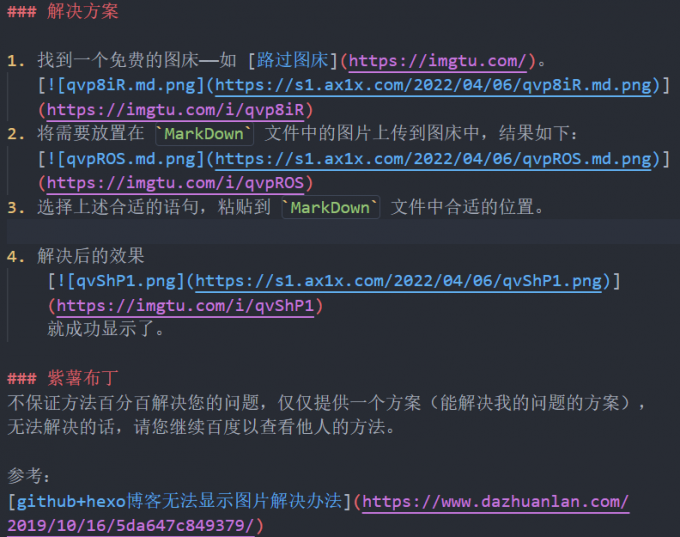 ### 解决方案
1. 找到一个免费的图床——如 [路过图床](https://imgtu.com/)。
[![qvp8iR.md.png](https://s1.ax1x.com/2022/04/06/qvp8iR.md.png)]
(https://imgtu.com/i/qvp8iR)
2. 将需要放置在 `MarkDown` 文件中的图片上传到图床中，结果如下：
[![qvpROS.md.png](https://s1.ax1x.com/2022/04/06/qvpROS.md.png)]
(https://imgtu.com/i/qvpROS)
3. 选择上述合适的语句，粘贴到 `MarkDown` 文件中合适的位置。
4. 解决后的效果
[![qvShP1.png](https://s1.ax1x.com/2022/04/06/qvShP1.png)]
(https://imgtu.com/i/qvShP1)
就成功显示了。
### 紫薯布丁
不保证方法百分百解决您的问题，仅仅提供一个方案（能解决我的问题的方案），
无法解决的话，请您继续百度以查看他人的方法。
参考：
[github+hexo博客无法显示图片解决办法](https://www.dazhuanlan.com/
2019/10/16/5da647c849379/)